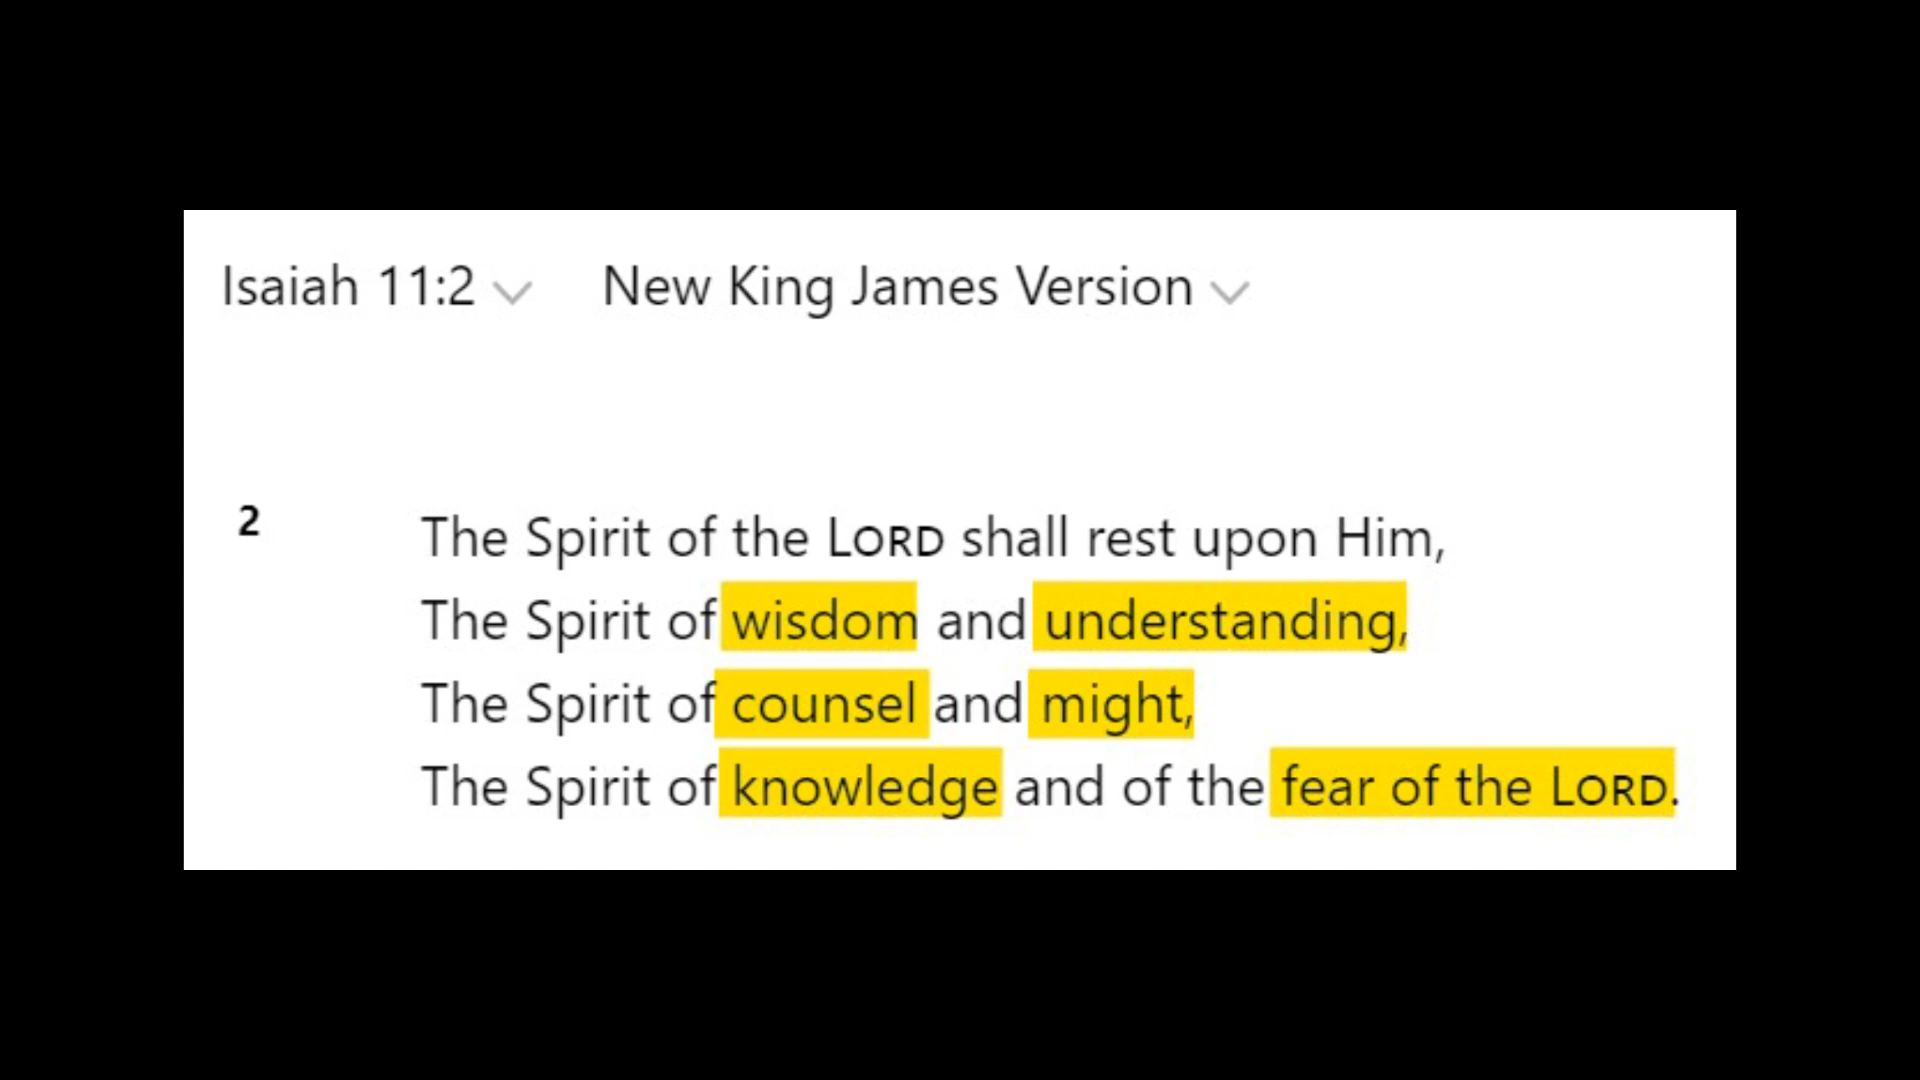 Isaiah 11:2 New King James Version
2 The Spirit of the LORD shall rest upon Him,
The Spirit of wisdom and understanding,
The Spirit of counsel and might,
The Spirit of knowledge and of the fear of the LORD.